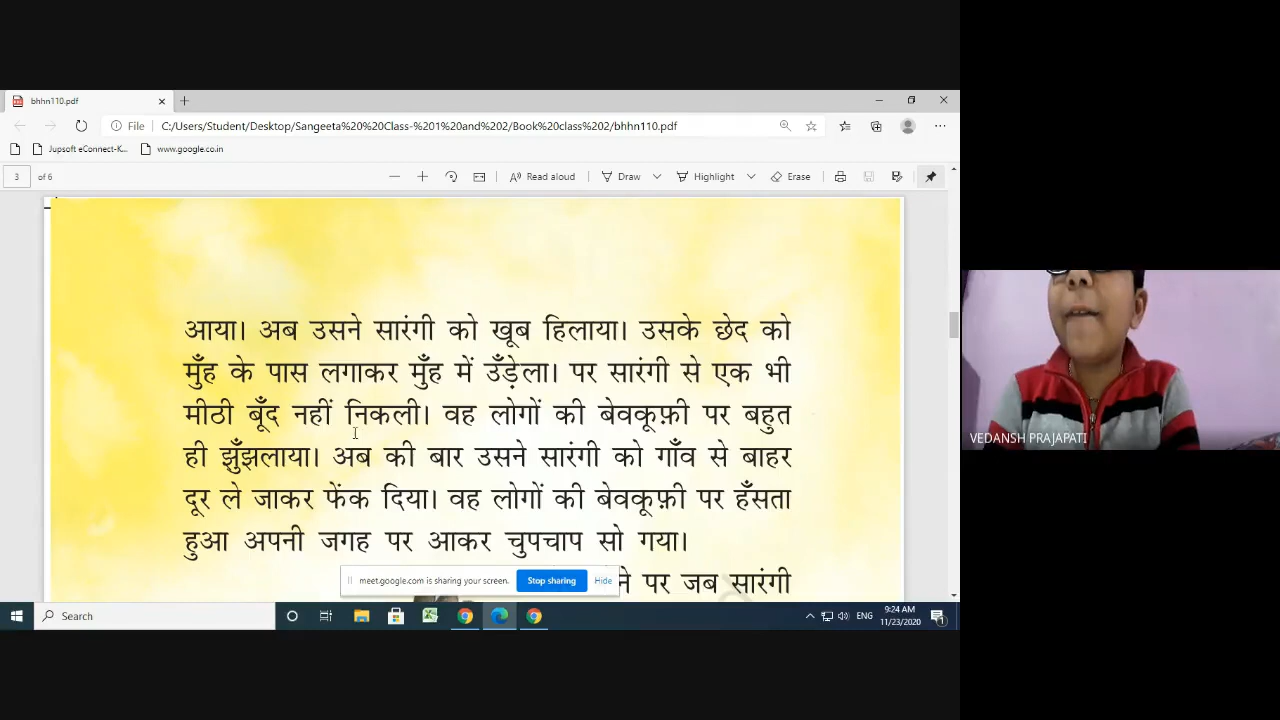 bhhn110.pdf
File C:/Users/Student/Desktop/Sangeeta%20%20Class-%201%20and%202/Book%20class%202/bhhn110.pdf
Jupsoft eConnect-K... www.google.co.in
3 of 6 Read aloud Draw Highlight Erase
आया। अब उसने सारंगी को खूब हिलाया। उसके छेद को
मुँह के पास लगाकर मुँह में उँड़ेला। पर सारंगी से एक भी
मीठी बूँद नहीं निकली। वह लोगों की बेवकूफ़ी पर बहुत
ही झुँझलाया। अब की बार उसने सारंगी को गाँव से बाहर
दूर ले जाकर फेंक दिया। वह लोगों की बेवकूफ़ी पर हँसता
हुआ अपनी जगह पर आकर चुपचाप सो गया।
ने पर जब सारंगी
meet.google.com is sharing your screen. Stop sharing Hide
VEDANSH PRAJAPATI
Search ENG 9:24 AM
11/23/2020